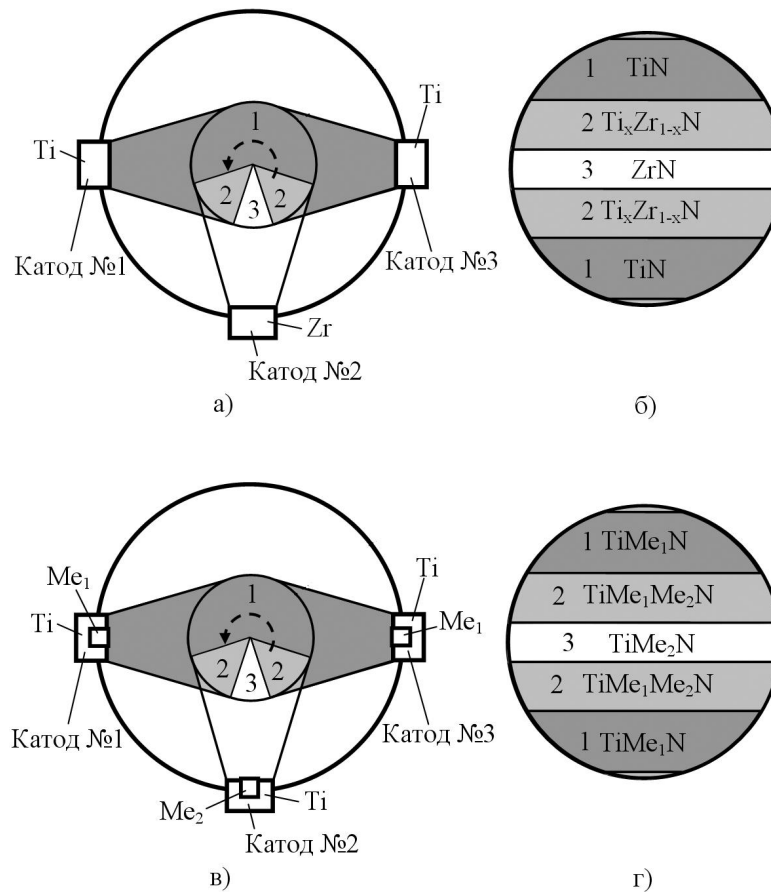 Ti
Ti
1
2
3
2
Катод №1
Катод №3
Zr
Катод №2
а)
1 TiN
2 TiₓZr₁₋ₓN
3 ZrN
2 TiₓZr₁₋ₓN
1 TiN
б)
Me₁
Ti
Ti
Me₁
1
2
3
2
Катод №1
Катод №3
Me₂
Ti
Катод №2
в)
1 TiMe₁N
2 TiMe₁Me₂N
3 TiMe₂N
2 TiMe₁Me₂N
1 TiMe₁N
г)